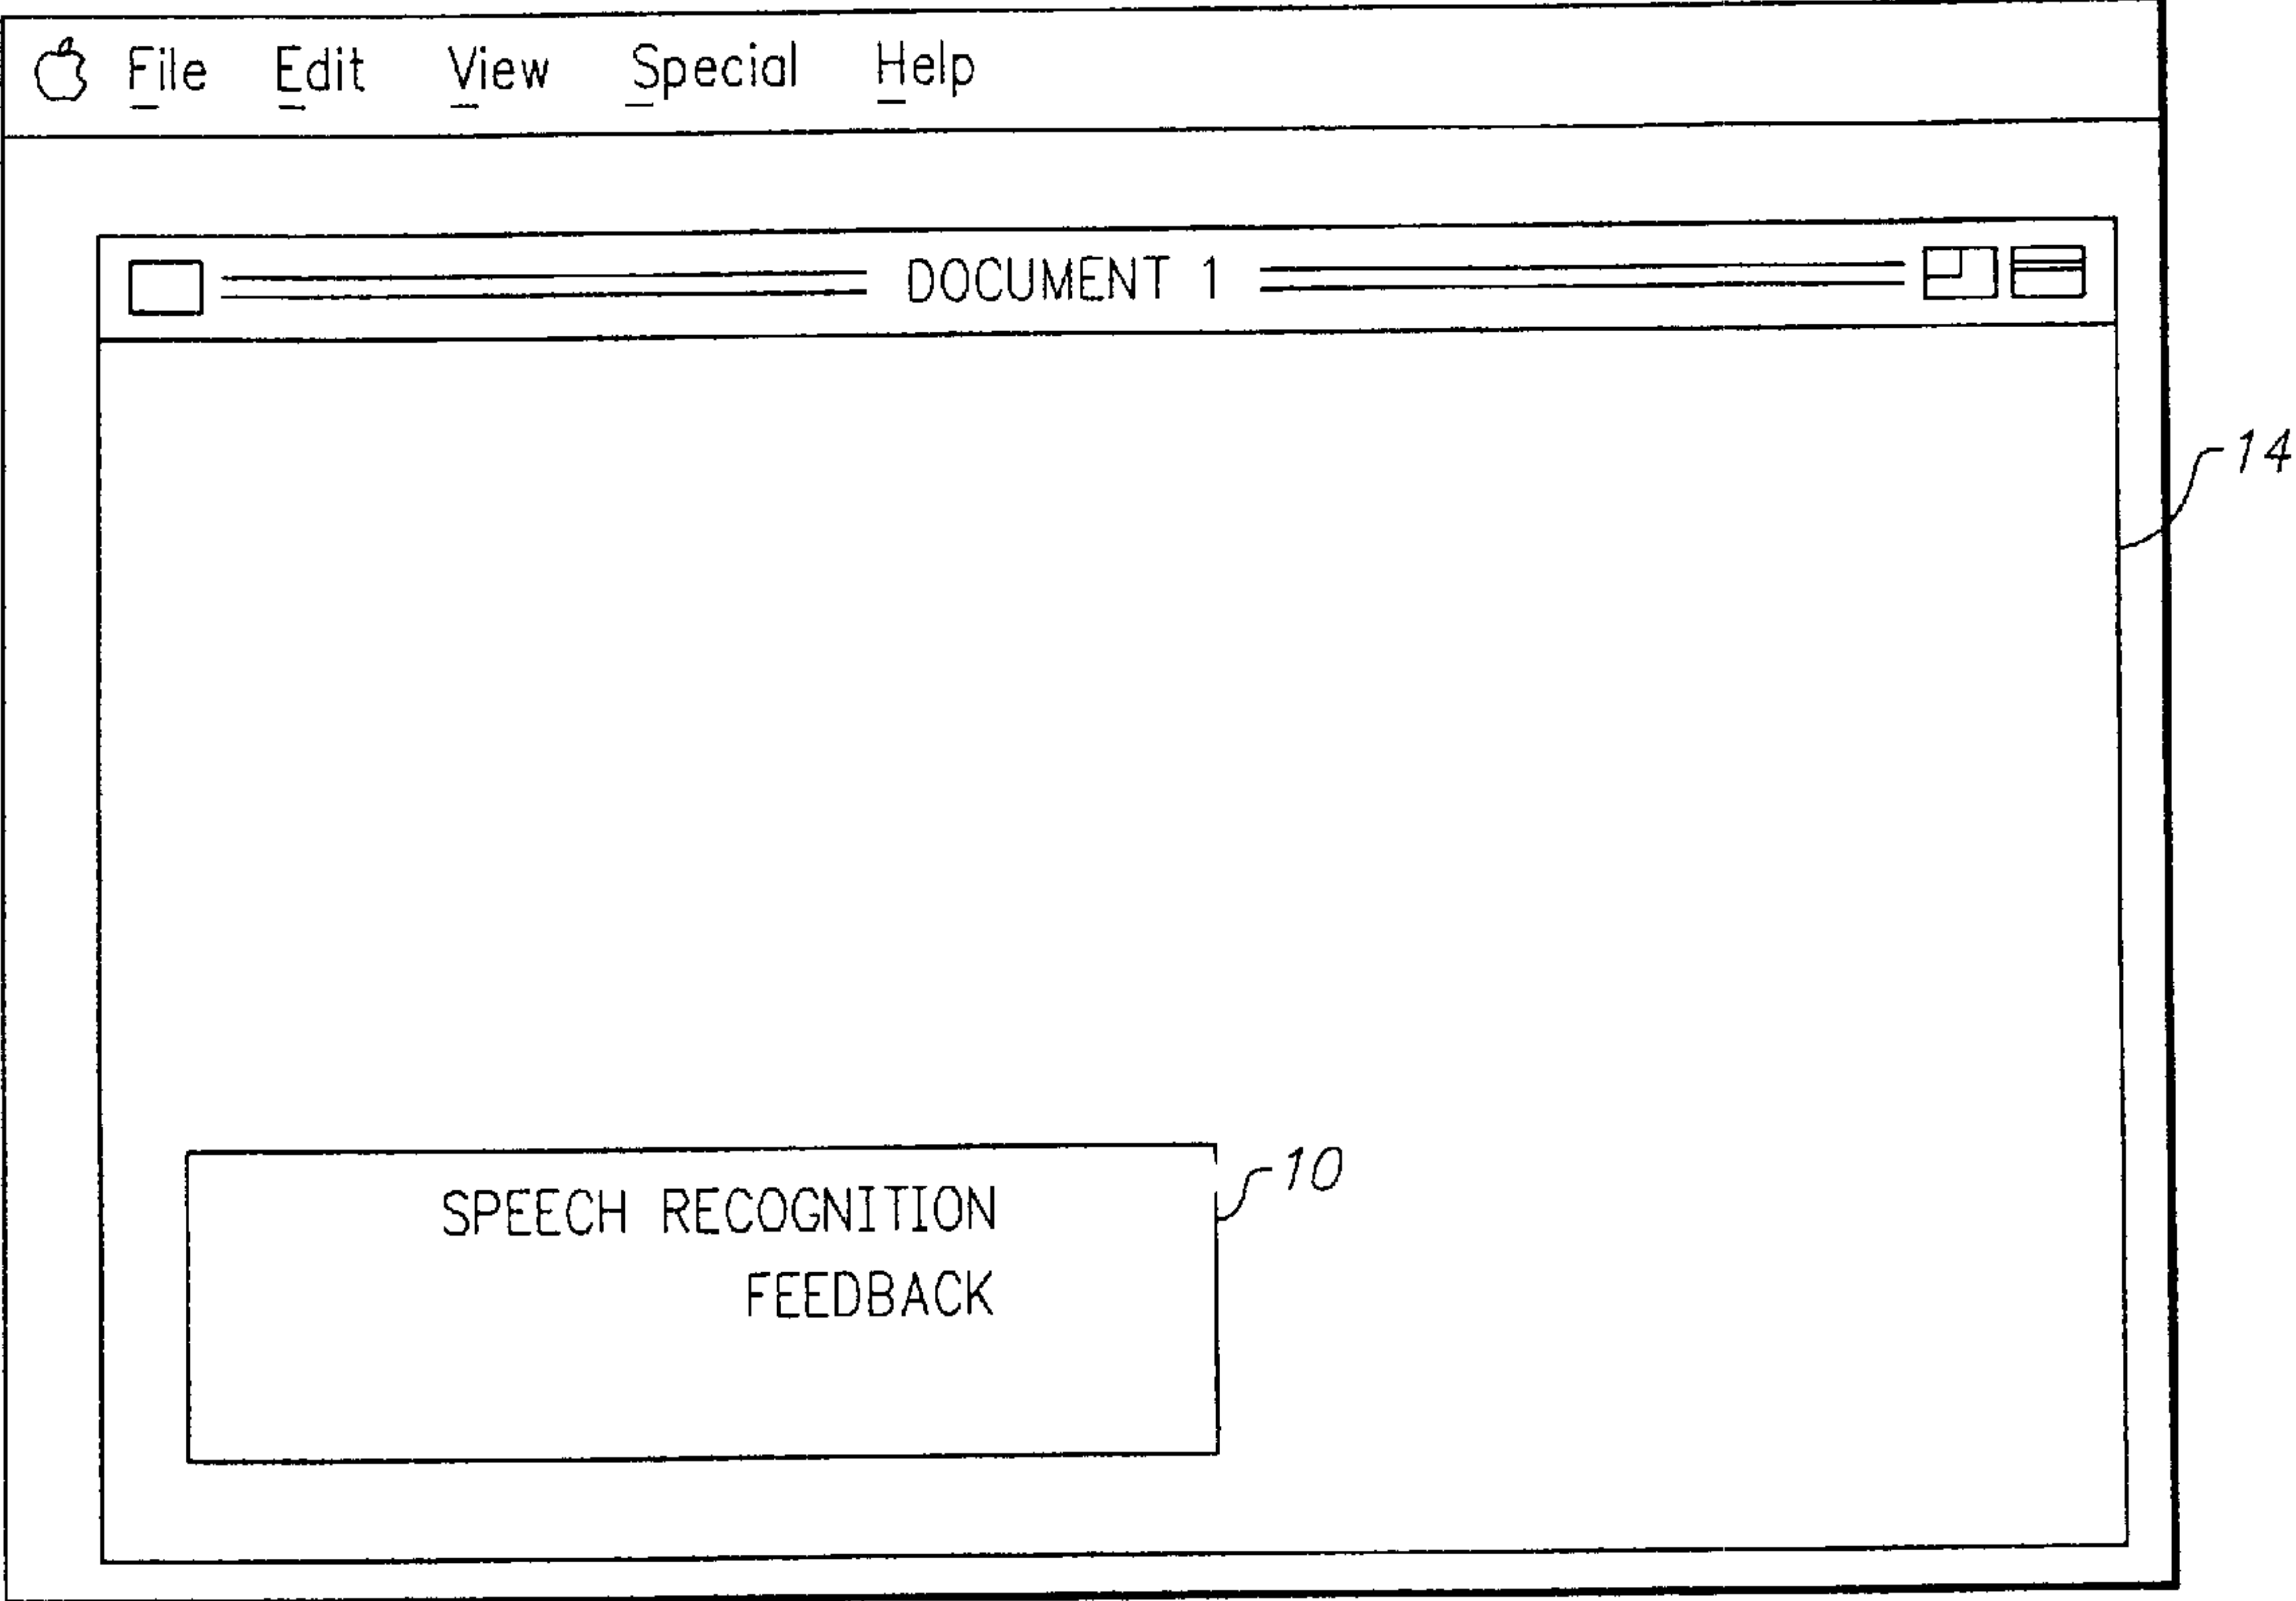 File Edit View Special Help
DOCUMENT 1
14
10
SPEECH RECOGNITION
FEEDBACK